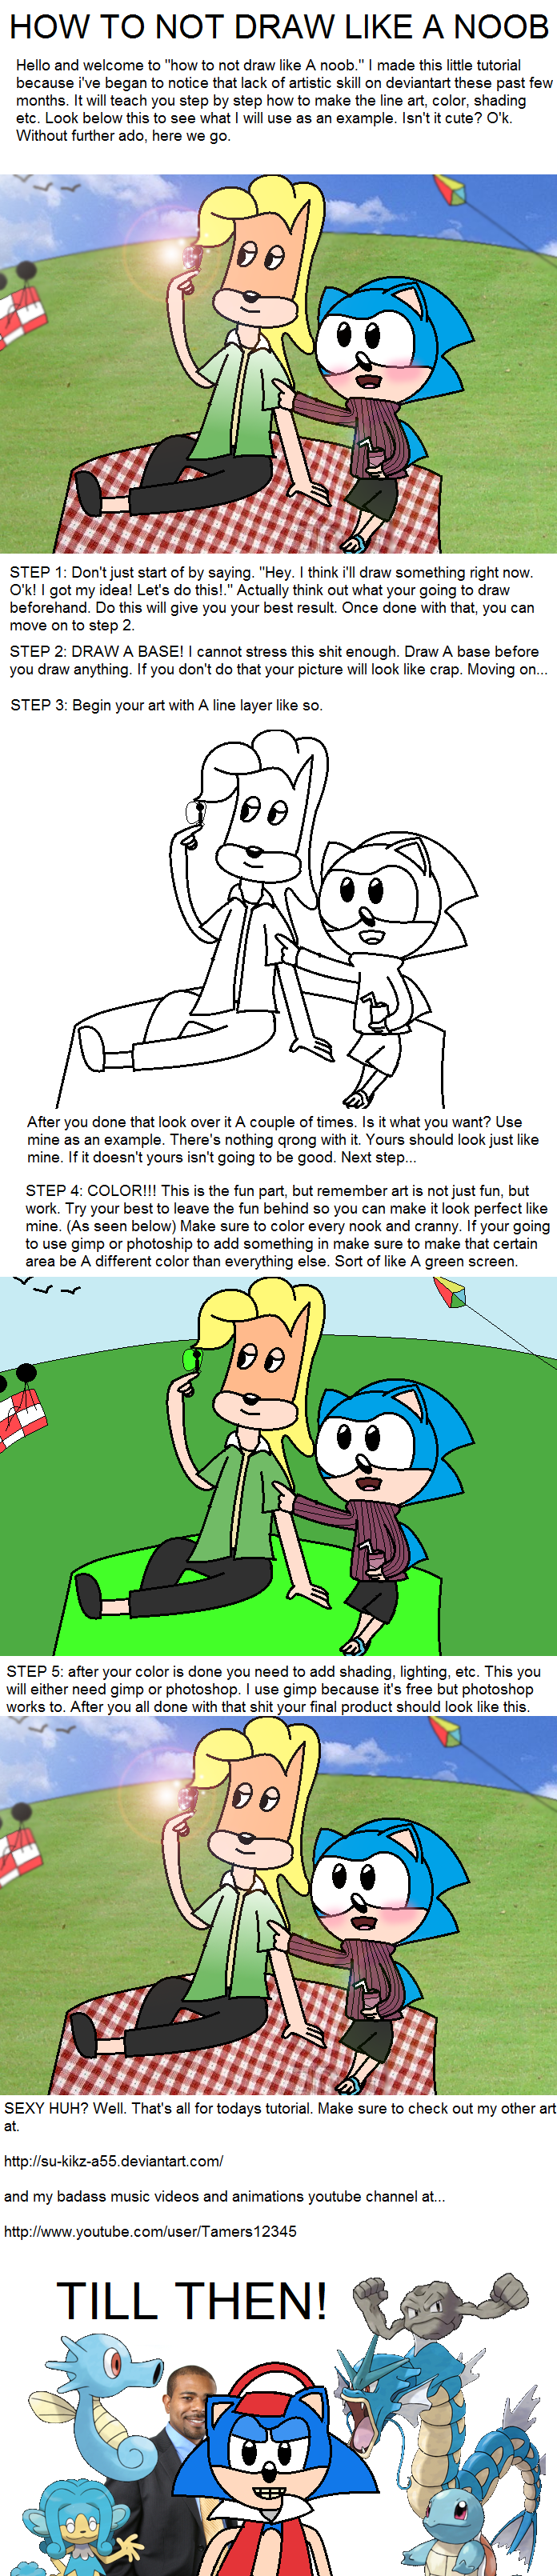 HOW TO NOT DRAW LIKE A NOOB
Hello and welcome to "how to not draw like A noob." I made this little tutorial
because i've began to notice that lack of artistic skill on deviantart these past few
months. It will teach you step by step how to make the line art, color, shading
etc. Look below this to see what I will use as an example. Isn't it cute? O'k.
Without further ado, here we go.
STEP 1: Don't just start of by saying. "Hey. I think i'll draw something right now.
O'k! I got my idea! Let's do this!." Actually think out what your going to draw
beforehand. Do this will give you your best result. Once done with that, you can
move on to step 2.
STEP 2: DRAW A BASE! I cannot stress this shit enough. Draw A base before
you draw anything. If you don't do that your picture will look like crap. Moving on...
STEP 3: Begin your art with A line layer like so.
After you done that look over it A couple of times. Is it what you want? Use
mine as an example. There's nothing qrong with it. Yours should look just like
mine. If it doesn't yours isn't going to be good. Next step...
STEP 4: COLOR!!! This is the fun part, but remember art is not just fun, but
work. Try your best to leave the fun behind so you can make it look perfect like
mine. (As seen below) Make sure to color every nook and cranny. If your going
to use gimp or photoship to add something in make sure to make that certain
area be A different color than everything else. Sort of like A green screen.
STEP 5: after your color is done you need to add shading, lighting, etc. This you
will either need gimp or photoshop. I use gimp because it's free but photoshop
works to. After you all done with that shit your final product should look like this.
SEXY HUH? Well. That's all for todays tutorial. Make sure to check out my other art
at.
http://su-kikz-a55.deviantart.com/
and my badass music videos and animations youtube channel at...
http://www.youtube.com/user/Tamers12345
TILL THEN!